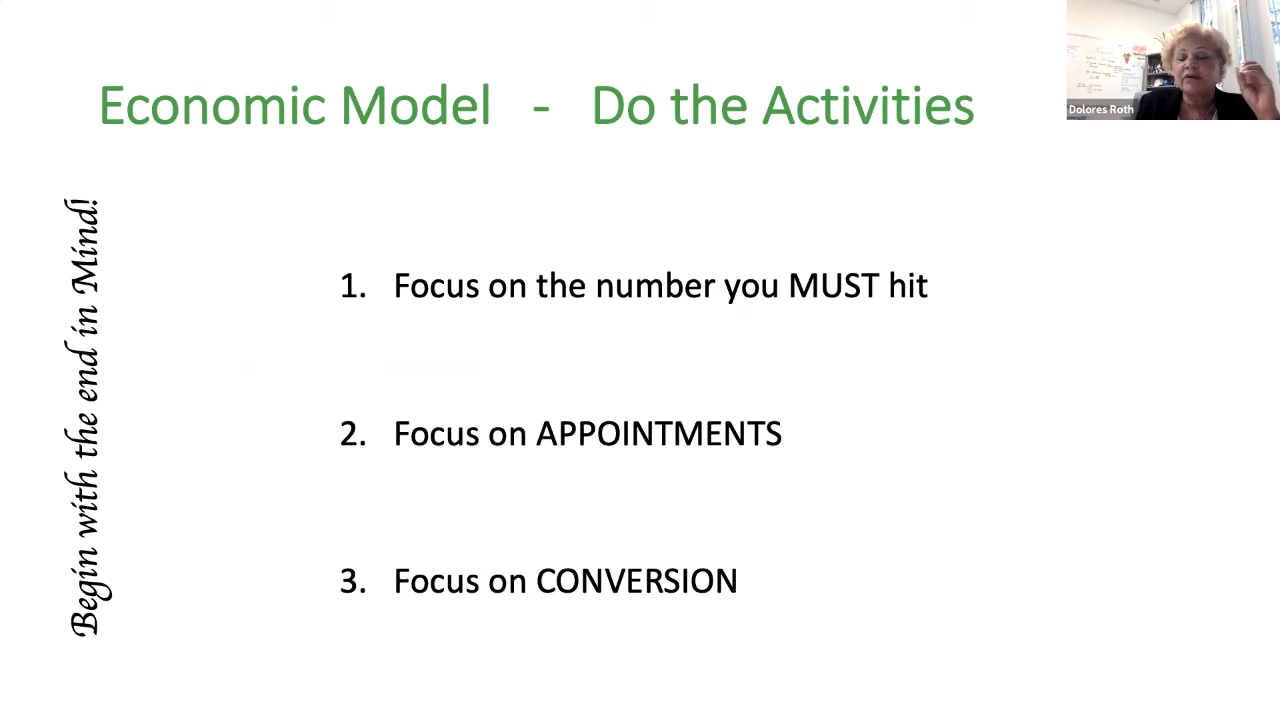 Economic Model - Do the Activities
Dolores Roth
Begin with the end in Mind!
1. Focus on the number you MUST hit
2. Focus on APPOINTMENTS
3. Focus on CONVERSION